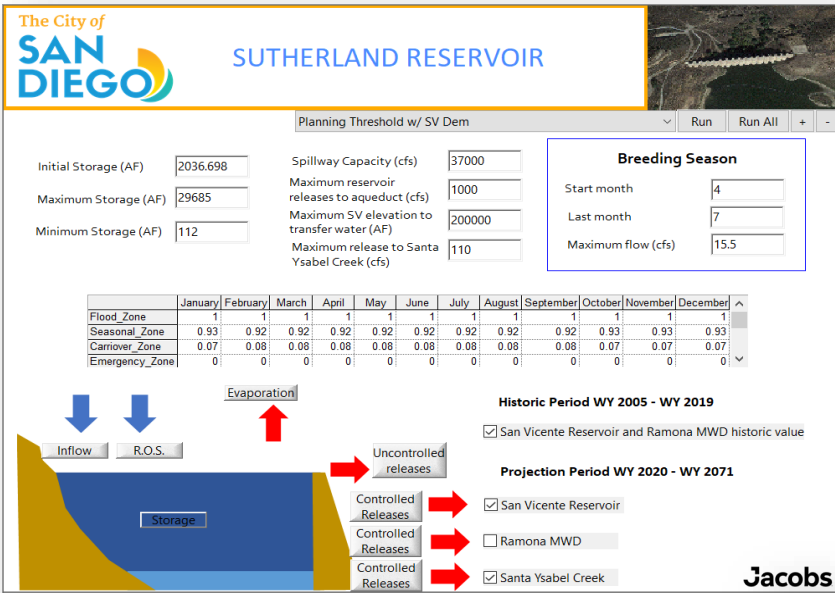 The City of
SAN
DIEGO
SUTHERLAND RESERVOIR
Planning Threshold w/ SV Dem
Run
Run All
+
-
Initial Storage (AF)
2036.698
Maximum Storage (AF)
29685
Minimum Storage (AF)
112
Spillway Capacity (cfs)
37000
Maximum reservoir
releases to aqueduct (cfs)
1000
Maximum SV elevation to
transfer water (AF)
200000
Maximum release to Santa
Ysabel Creek (cfs)
110
Breeding Season
Start month
4
Last month
7
Maximum flow (cfs)
15.5
January February March April May June July August September October November December
Flood_Zone 1 1 1 1 1 1 1 1 1 1 1 1
Seasonal_Zone 0.93 0.92 0.92 0.92 0.92 0.92 0.92 0.92 0.92 0.93 0.93 0.93
Carriover_Zone 0.07 0.08 0.08 0.08 0.08 0.08 0.08 0.08 0.08 0.07 0.07 0.07
Emergency_Zone 0 0 0 0 0 0 0 0 0 0 0 0
Evaporation
Inflow
R.O.S.
Storage
Uncontrolled
releases
Controlled
Releases
Controlled
Releases
Controlled
Releases
Historic Period WY 2005 - WY 2019
San Vicente Reservoir and Ramona MWD historic value
Projection Period WY 2020 - WY 2071
San Vicente Reservoir
Ramona MWD
Santa Ysabel Creek
Jacobs